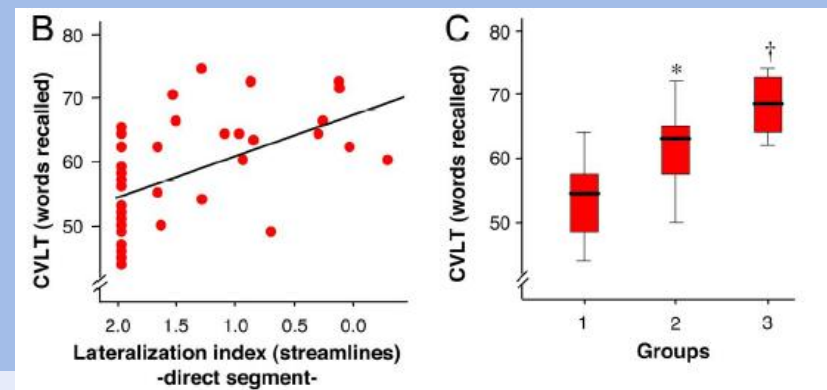 B
CVLT (words recalled)
80
70
60
50
2.0 1.5 1.0 0.5 0.0
Lateralization index (streamlines)
-direct segment-
C
CVLT (words recalled)
80
70
60
50
*
†
1 2 3
Groups